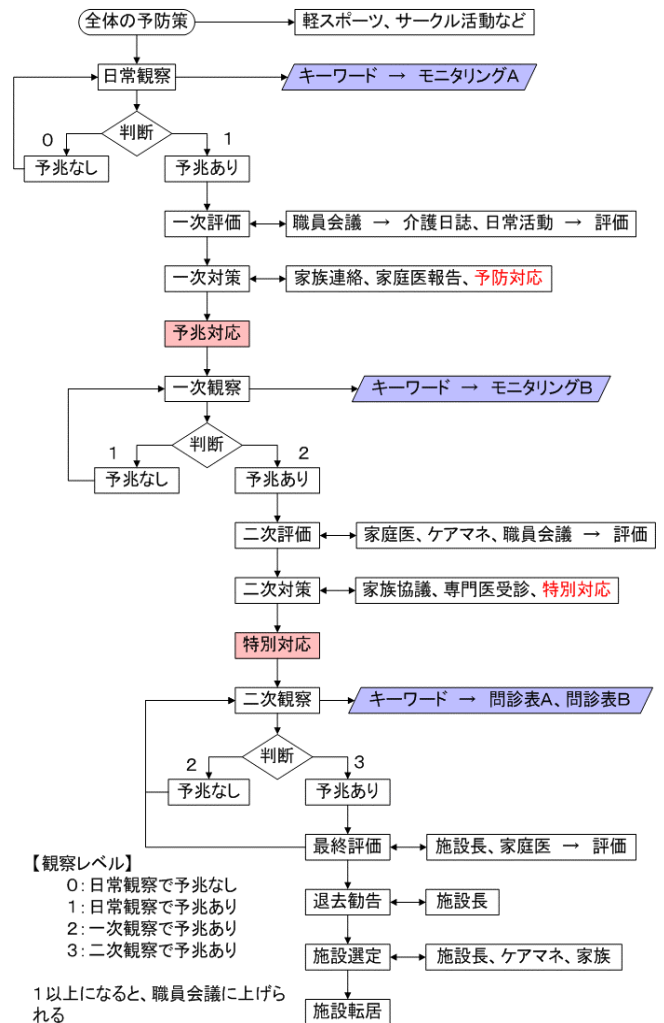 全体の予防策
軽スポーツ、サークル活動など
日常観察
キーワード → モニタリングA
判断
0
1
予兆なし
予兆あり
一次評価
職員会議 → 介護日誌、日常活動 → 評価
一次対策
家族連絡、家庭医報告、予防対応
予兆対応
一次観察
キーワード → モニタリングB
判断
1
2
予兆なし
予兆あり
二次評価
家庭医、ケアマネ、職員会議 → 評価
二次対策
家族協議、専門医受診、特別対応
特別対応
二次観察
キーワード → 問診表A、問診表B
判断
2
3
予兆なし
予兆あり
最終評価
施設長、家庭医 → 評価
退去勧告
施設長
施設選定
施設長、ケアマネ、家族
施設転居
【観察レベル】
0:日常観察で予兆なし
1:日常観察で予兆あり
2:一次観察で予兆あり
3:二次観察で予兆あり
1以上になると、職員会議に上げら
れる